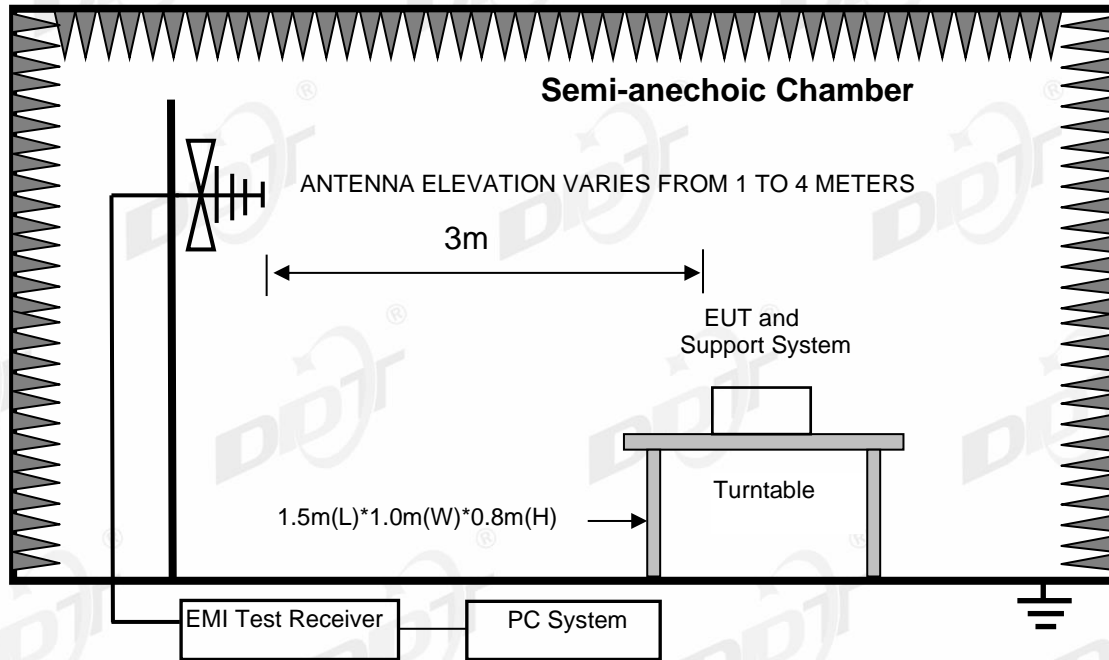 Semi-anechoic Chamber
ANTENNA ELEVATION VARIES FROM 1 TO 4 METERS
3m
EUT and
Support System
Turntable
1.5m(L)*1.0m(W)*0.8m(H)
EMI Test Receiver
PC System
DDT
®